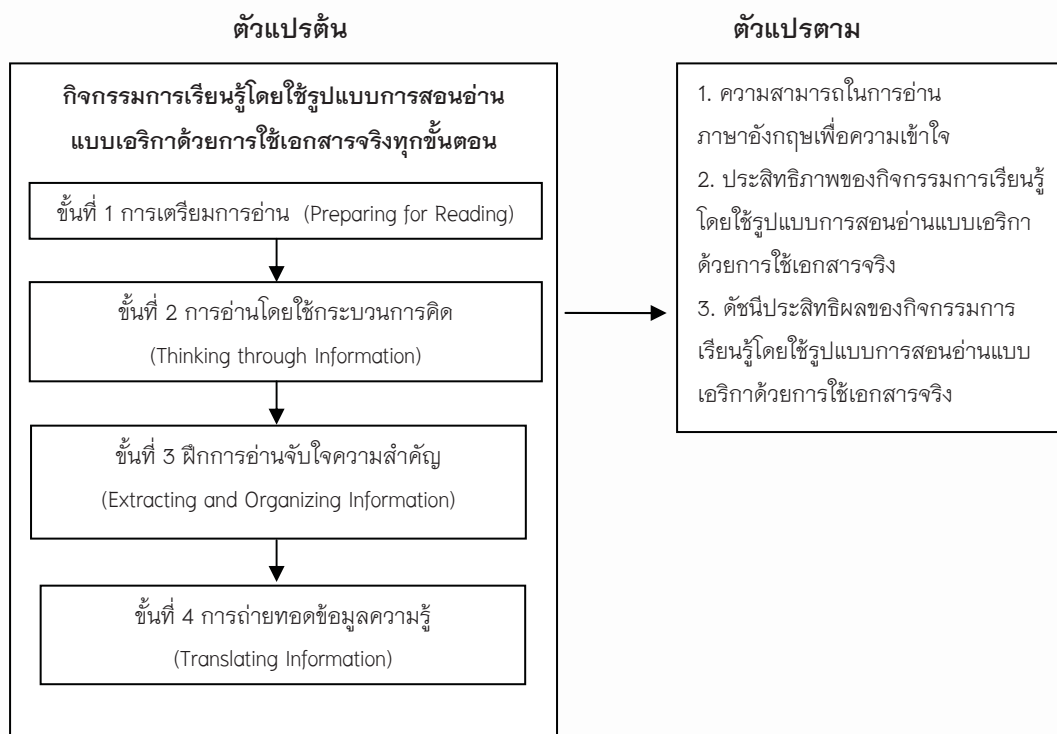 ตัวแปรต้น
กิจกรรมการเรียนรู้โดยใช้รูปแบบการสอนอ่าน
แบบเอริกาด้วยการใช้เอกสารจริงทุกขั้นตอน
ขั้นที่ 1 การเตรียมการอ่าน (Preparing for Reading)
ขั้นที่ 2 การอ่านโดยใช้กระบวนการคิด
(Thinking through Information)
ขั้นที่ 3 ฝึกการอ่านจับใจความสำคัญ
(Extracting and Organizing Information)
ขั้นที่ 4 การถ่ายทอดข้อมูลความรู้
(Translating Information)
ตัวแปรตาม
1. ความสามารถในการอ่าน
ภาษาอังกฤษเพื่อความเข้าใจ
2. ประสิทธิภาพของกิจกรรมการเรียนรู้
โดยใช้รูปแบบการสอนอ่านแบบเอริกา
ด้วยการใช้เอกสารจริง
3. ดัชนีประสิทธิผลของกิจกรรมการ
เรียนรู้โดยใช้รูปแบบการสอนอ่านแบบ
เอริกาด้วยการใช้เอกสารจริง